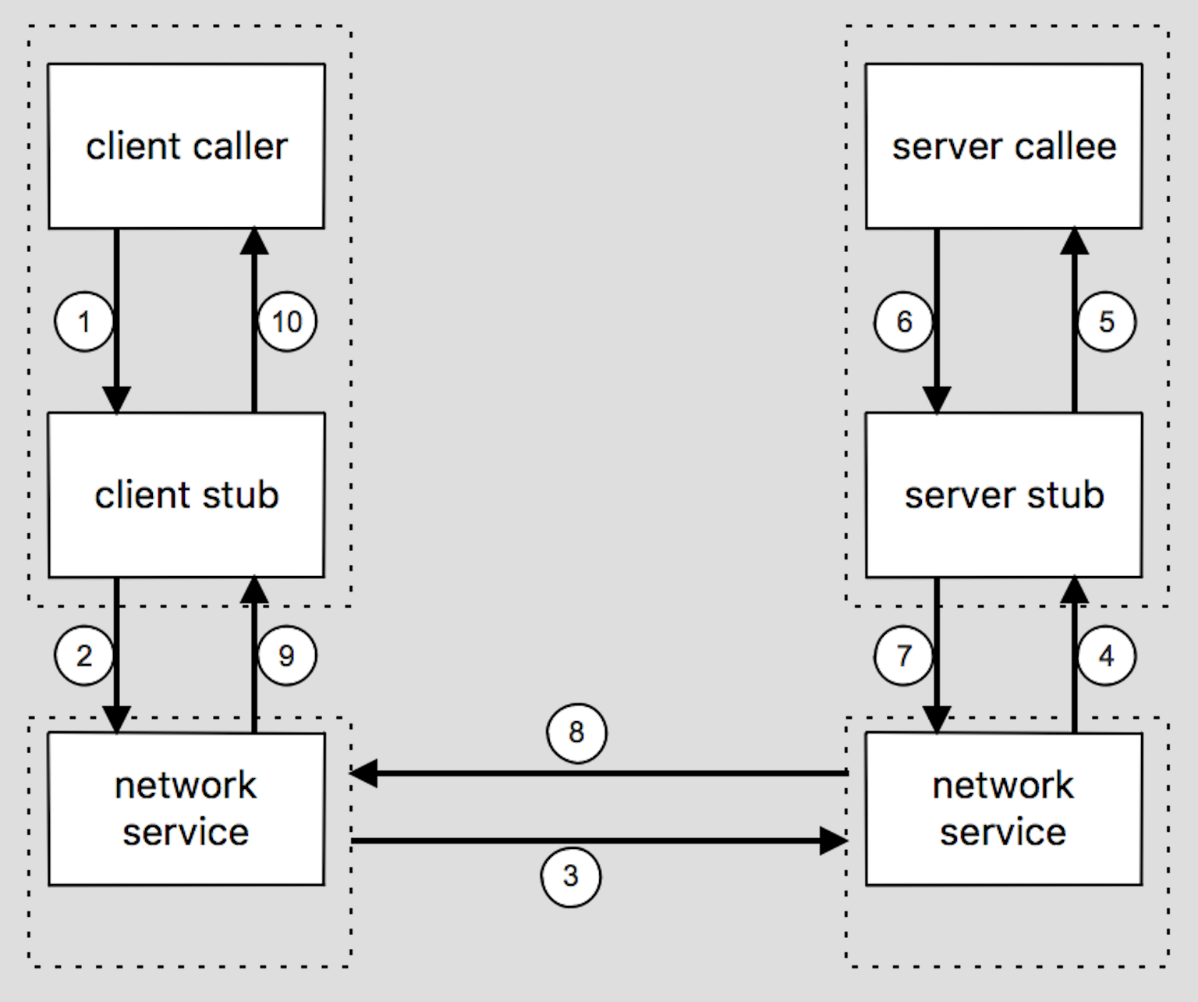 client caller
server callee
1
10
6
5
client stub
server stub
2
9
7
4
8
network
service
network
service
3